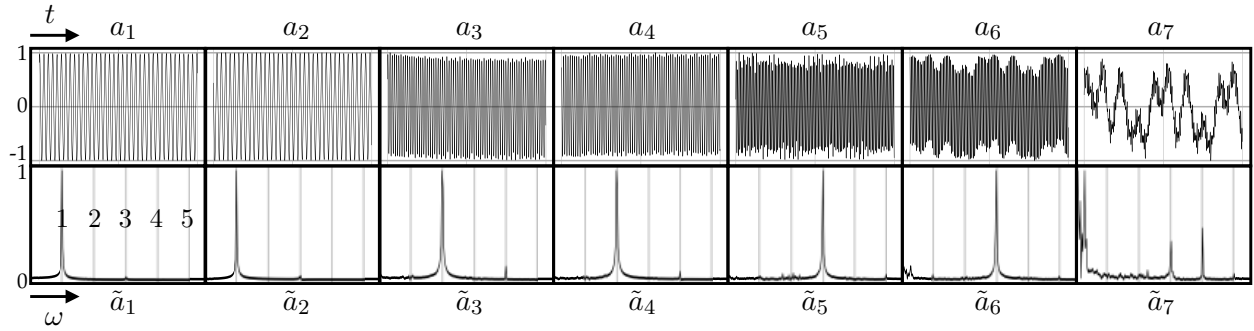 t a₁ a₂ a₃ a₄ a₅ a₆ a₇
1
0
-1
1
1 2 3 4 5
0
ω ã₁ ã₂ ã₃ ã₄ ã₅ ã₆ ã₇